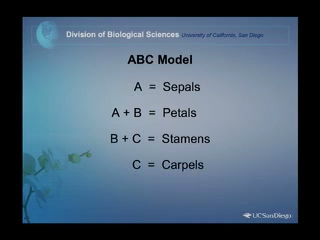 Division of Biological Sciences University of California, San Diego
ABC Model
A = Sepals
A + B = Petals
B + C = Stamens
C = Carpels
UCSanDiego